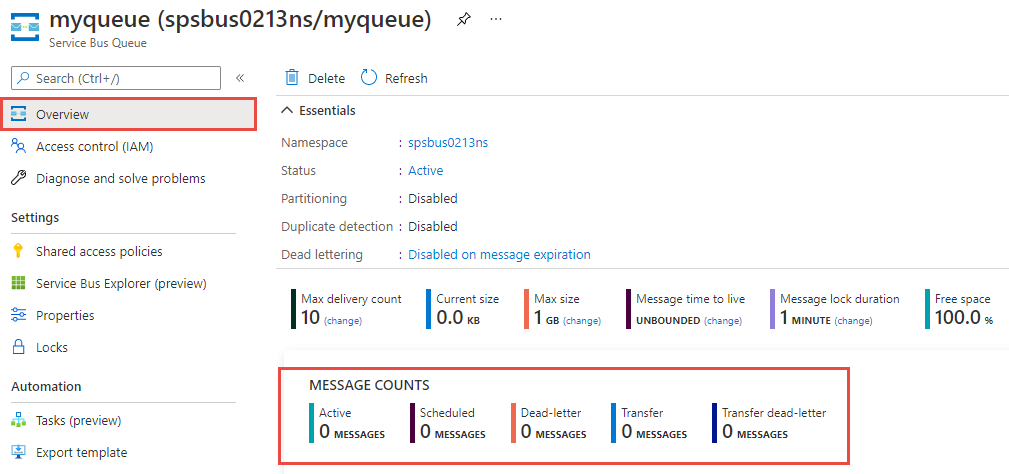 myqueue (spsbus0213ns/myqueue) ...
Service Bus Queue
Search (Ctrl+/) «
Overview
Access control (IAM)
Diagnose and solve problems
Settings
Shared access policies
Service Bus Explorer (preview)
Properties
Locks
Automation
Tasks (preview)
Export template
Delete Refresh
Essentials
Namespace : spsbus0213ns
Status : Active
Partitioning : Disabled
Duplicate detection : Disabled
Dead lettering : Disabled on message expiration
Max delivery count
10 (change)
Current size
0.0 KB
Max size
1 GB (change)
Message time to live
UNBOUNDED (change)
Message lock duration
1 MINUTE (change)
Free space
100.0 %
MESSAGE COUNTS
Active
0 MESSAGES
Scheduled
0 MESSAGES
Dead-letter
0 MESSAGES
Transfer
0 MESSAGES
Transfer dead-letter
0 MESSAGES